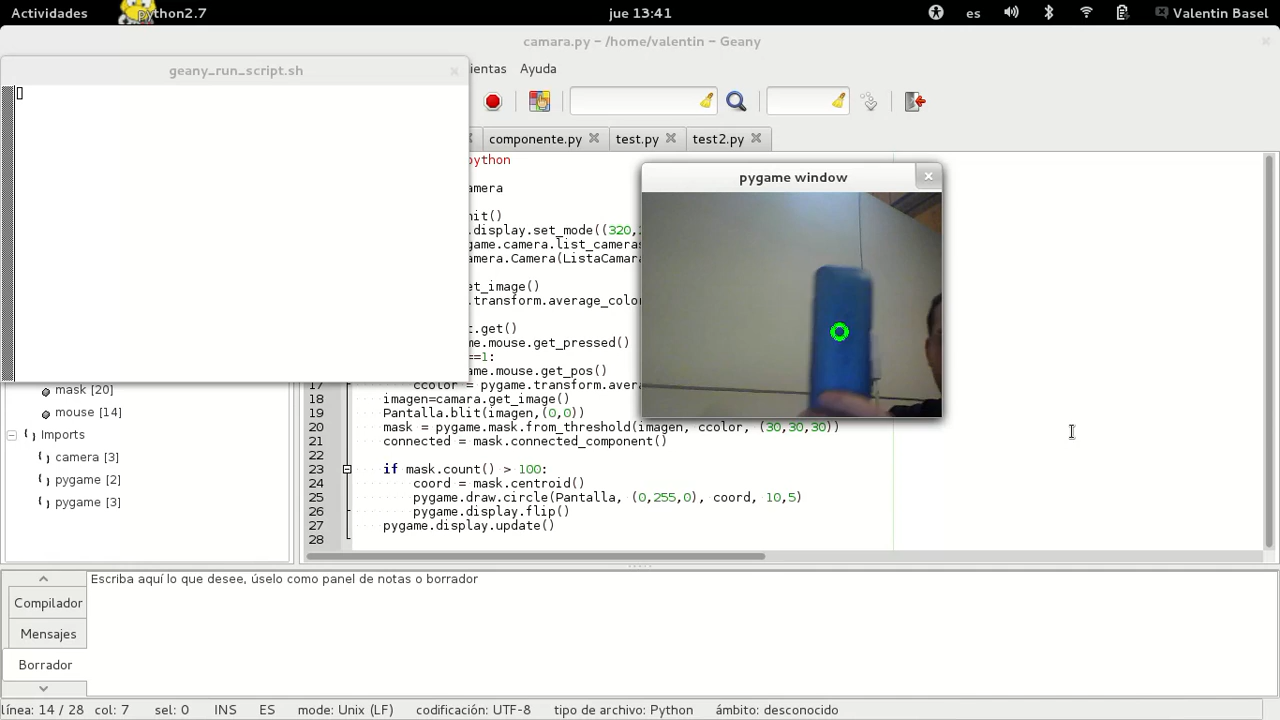 Actividades python2.7 jue 13:41 es Valentin Basel
camara.py – /home/valentin – Geany
geany_run_script.sh
ientas Ayuda
componente.py test.py test2.py
python
amera
nit()
.display.set_mode((320,
game.camera.list_cameras
amera.Camera(ListaCamara
et_image()
.transform.average_colo
t.get()
me.mouse.get_pressed()
==1:
me.mouse.get_pos()
17 ccolor = pygame.transform.avera
18 imagen=camara.get_image()
19 Pantalla.blit(imagen,(0,0))
20 mask = pygame.mask.from_threshold(imagen, ccolor, (30,30,30))
21 connected = mask.connected_component()
22
23 if mask.count() > 100:
24 coord = mask.centroid()
25 pygame.draw.circle(Pantalla, (0,255,0), coord, 10,5)
26 pygame.display.flip()
27 pygame.display.update()
28
pygame window
mask [20]
mouse [14]
Imports
camera [3]
pygame [2]
pygame [3]
Escriba aquí lo que desee, úselo como panel de notas o borrador
Compilador
Mensajes
Borrador
línea: 14 / 28 col: 7 sel: 0 INS ES mode: Unix (LF) codificación: UTF-8 tipo de archivo: Python ámbito: desconocido